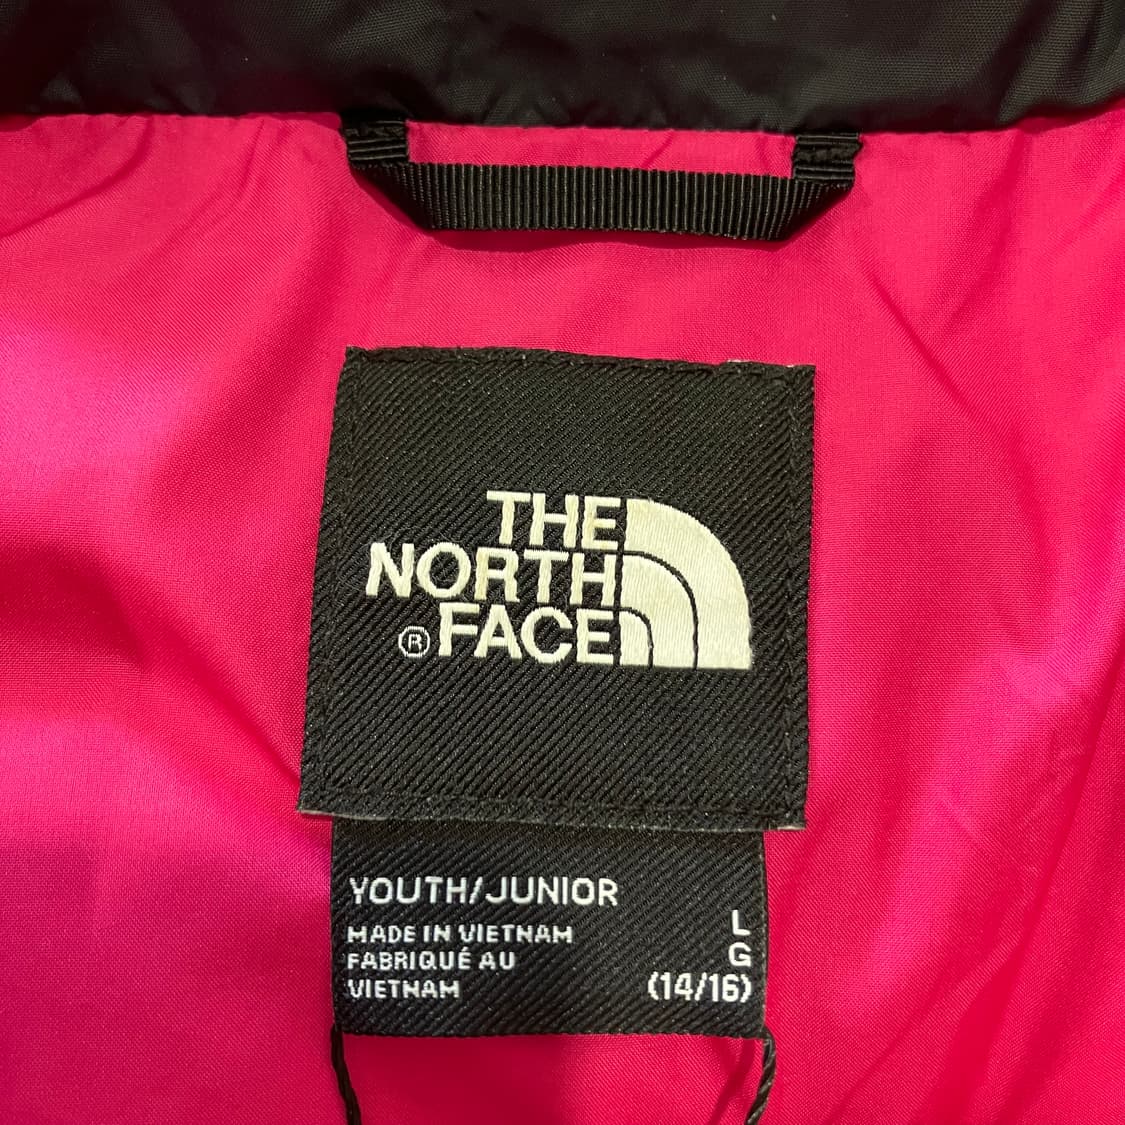 THE
NORTH
® FACE
YOUTH/JUNIOR
MADE IN VIETNAM
FABRIQUÉ AU
VIETNAM
L
G
(14/16)